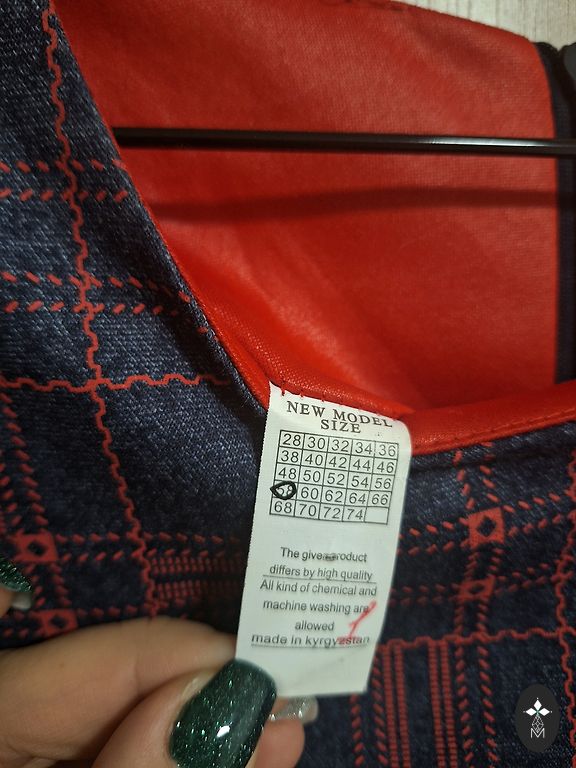 NEW MODEL
SIZE
28 30 32 34 36
38 40 42 44 46
48 50 52 54 56
60 62 64 66
68 70 72 74
The given product
differs by high quality
All kind of chemical and
machine washing are
allowed
made in kyrgyzstan